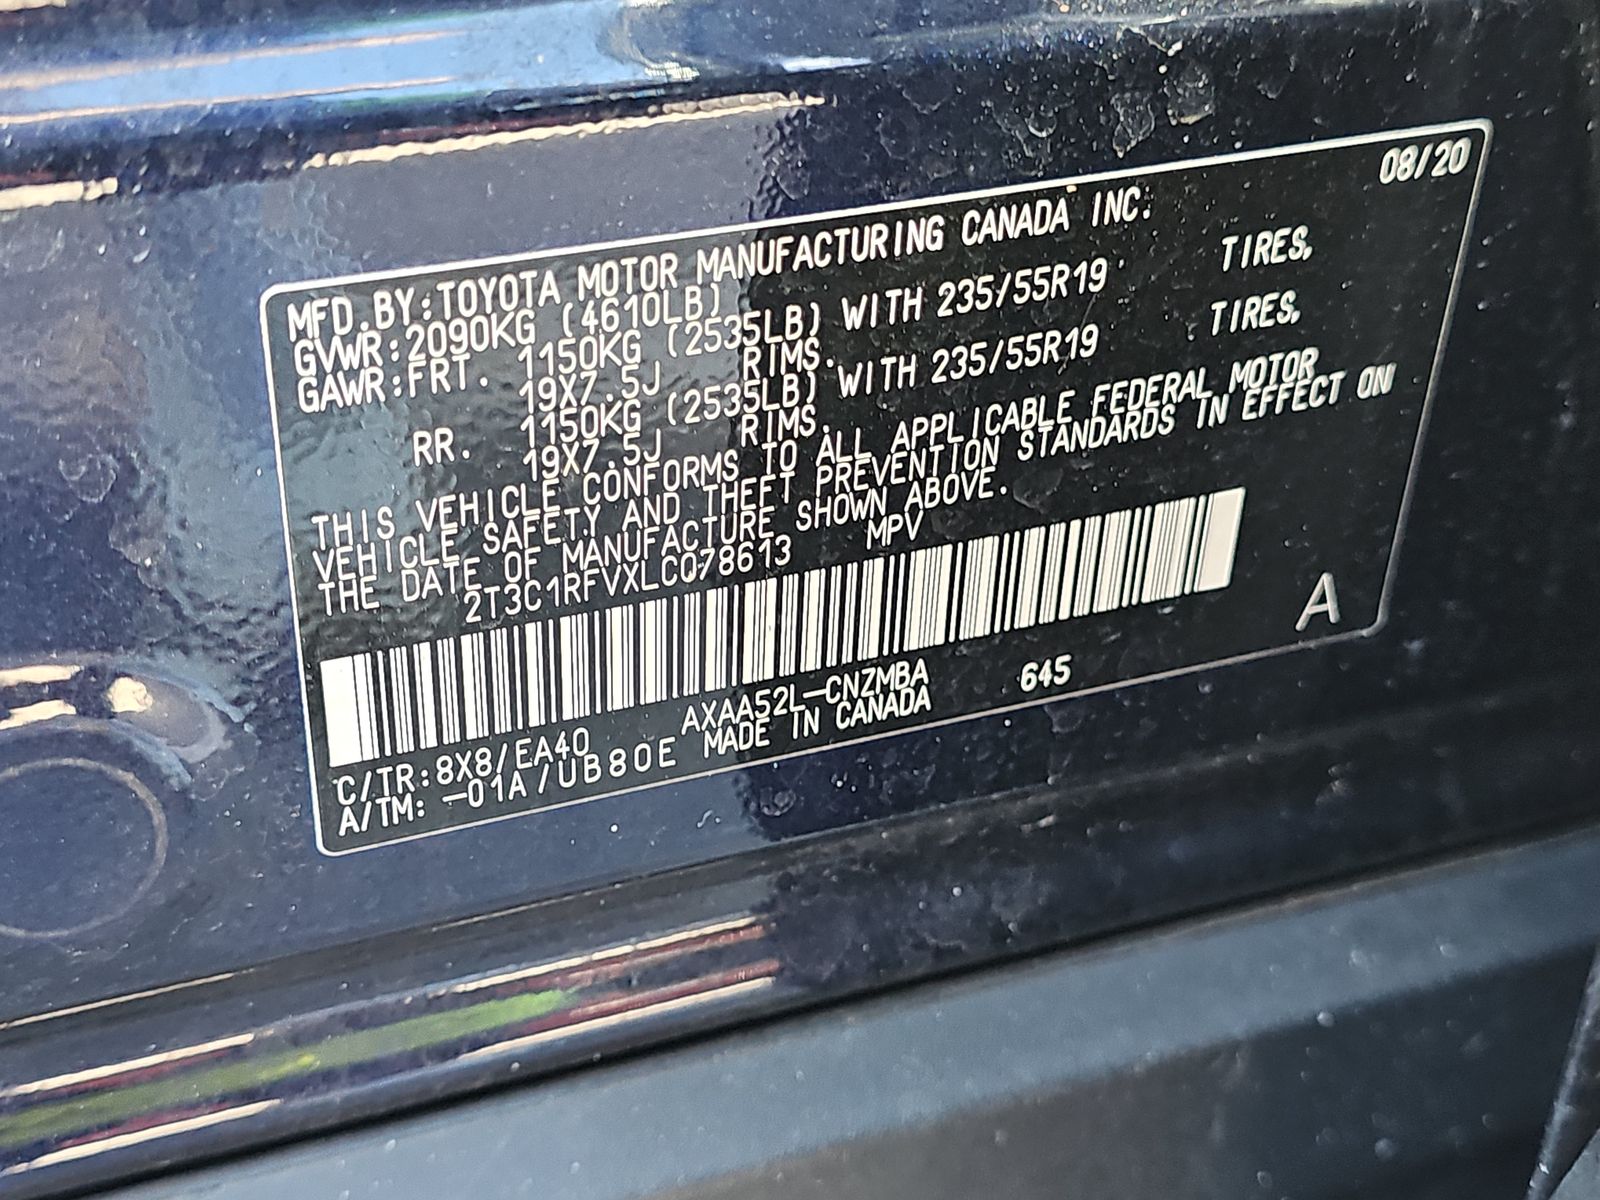 08/20
MFD.BY:TOYOTA MOTOR MANUFACTURING CANADA INC.
GVWR:2090KG (4610LB)
GAWR:FRT. 1150KG (2535LB) WITH 235/55R19 TIRES,
19X7.5J RIMS.
RR. 1150KG (2535LB) WITH 235/55R19 TIRES,
19X7.5J RIMS.
THIS VEHICLE CONFORMS TO ALL APPLICABLE FEDERAL MOTOR
VEHICLE SAFETY AND THEFT PREVENTION STANDARDS IN EFFECT ON
THE DATE OF MANUFACTURE SHOWN ABOVE.
2T3C1RFVXLC078613 MPV
A
C/TR:8X8/EA40 AXAA52L-CNZMBA 645
A/TM: -01A/UB80E MADE IN CANADA